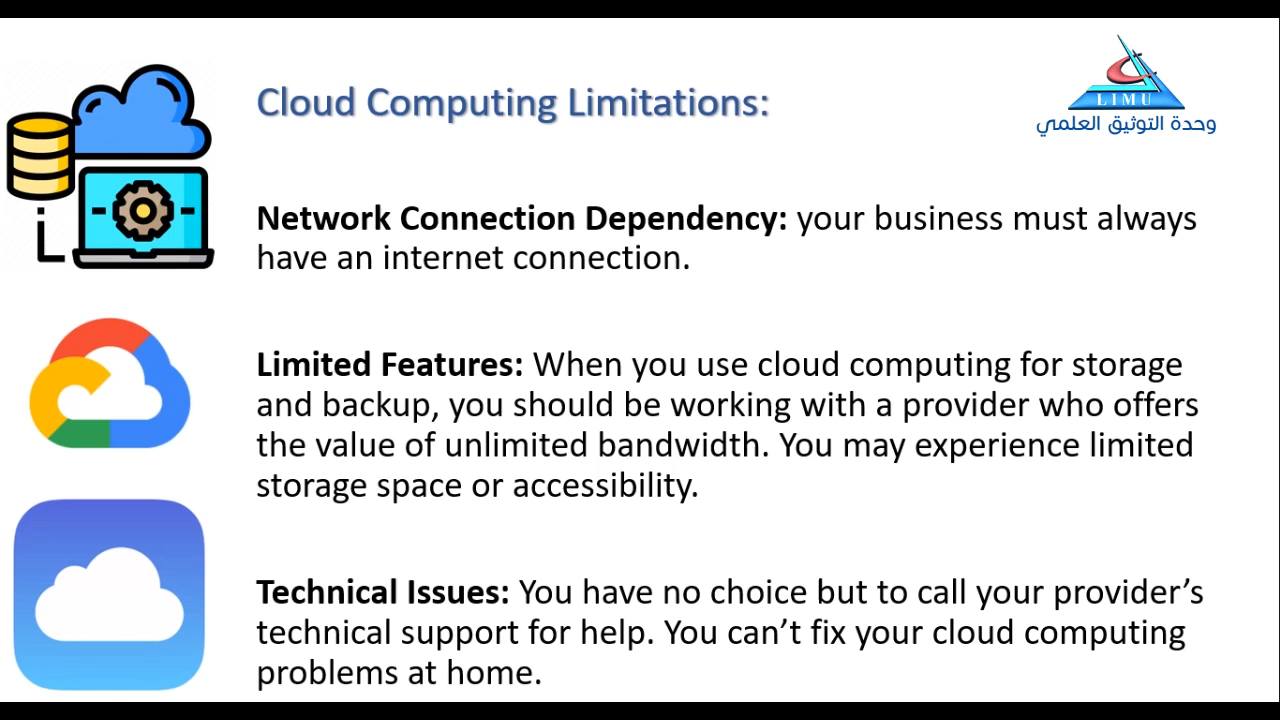 Cloud Computing Limitations:
LIMU
وحدة التوثيق العلمي
Network Connection Dependency: your business must always
have an internet connection.
Limited Features: When you use cloud computing for storage
and backup, you should be working with a provider who offers
the value of unlimited bandwidth. You may experience limited
storage space or accessibility.
Technical Issues: You have no choice but to call your provider’s
technical support for help. You can’t fix your cloud computing
problems at home.